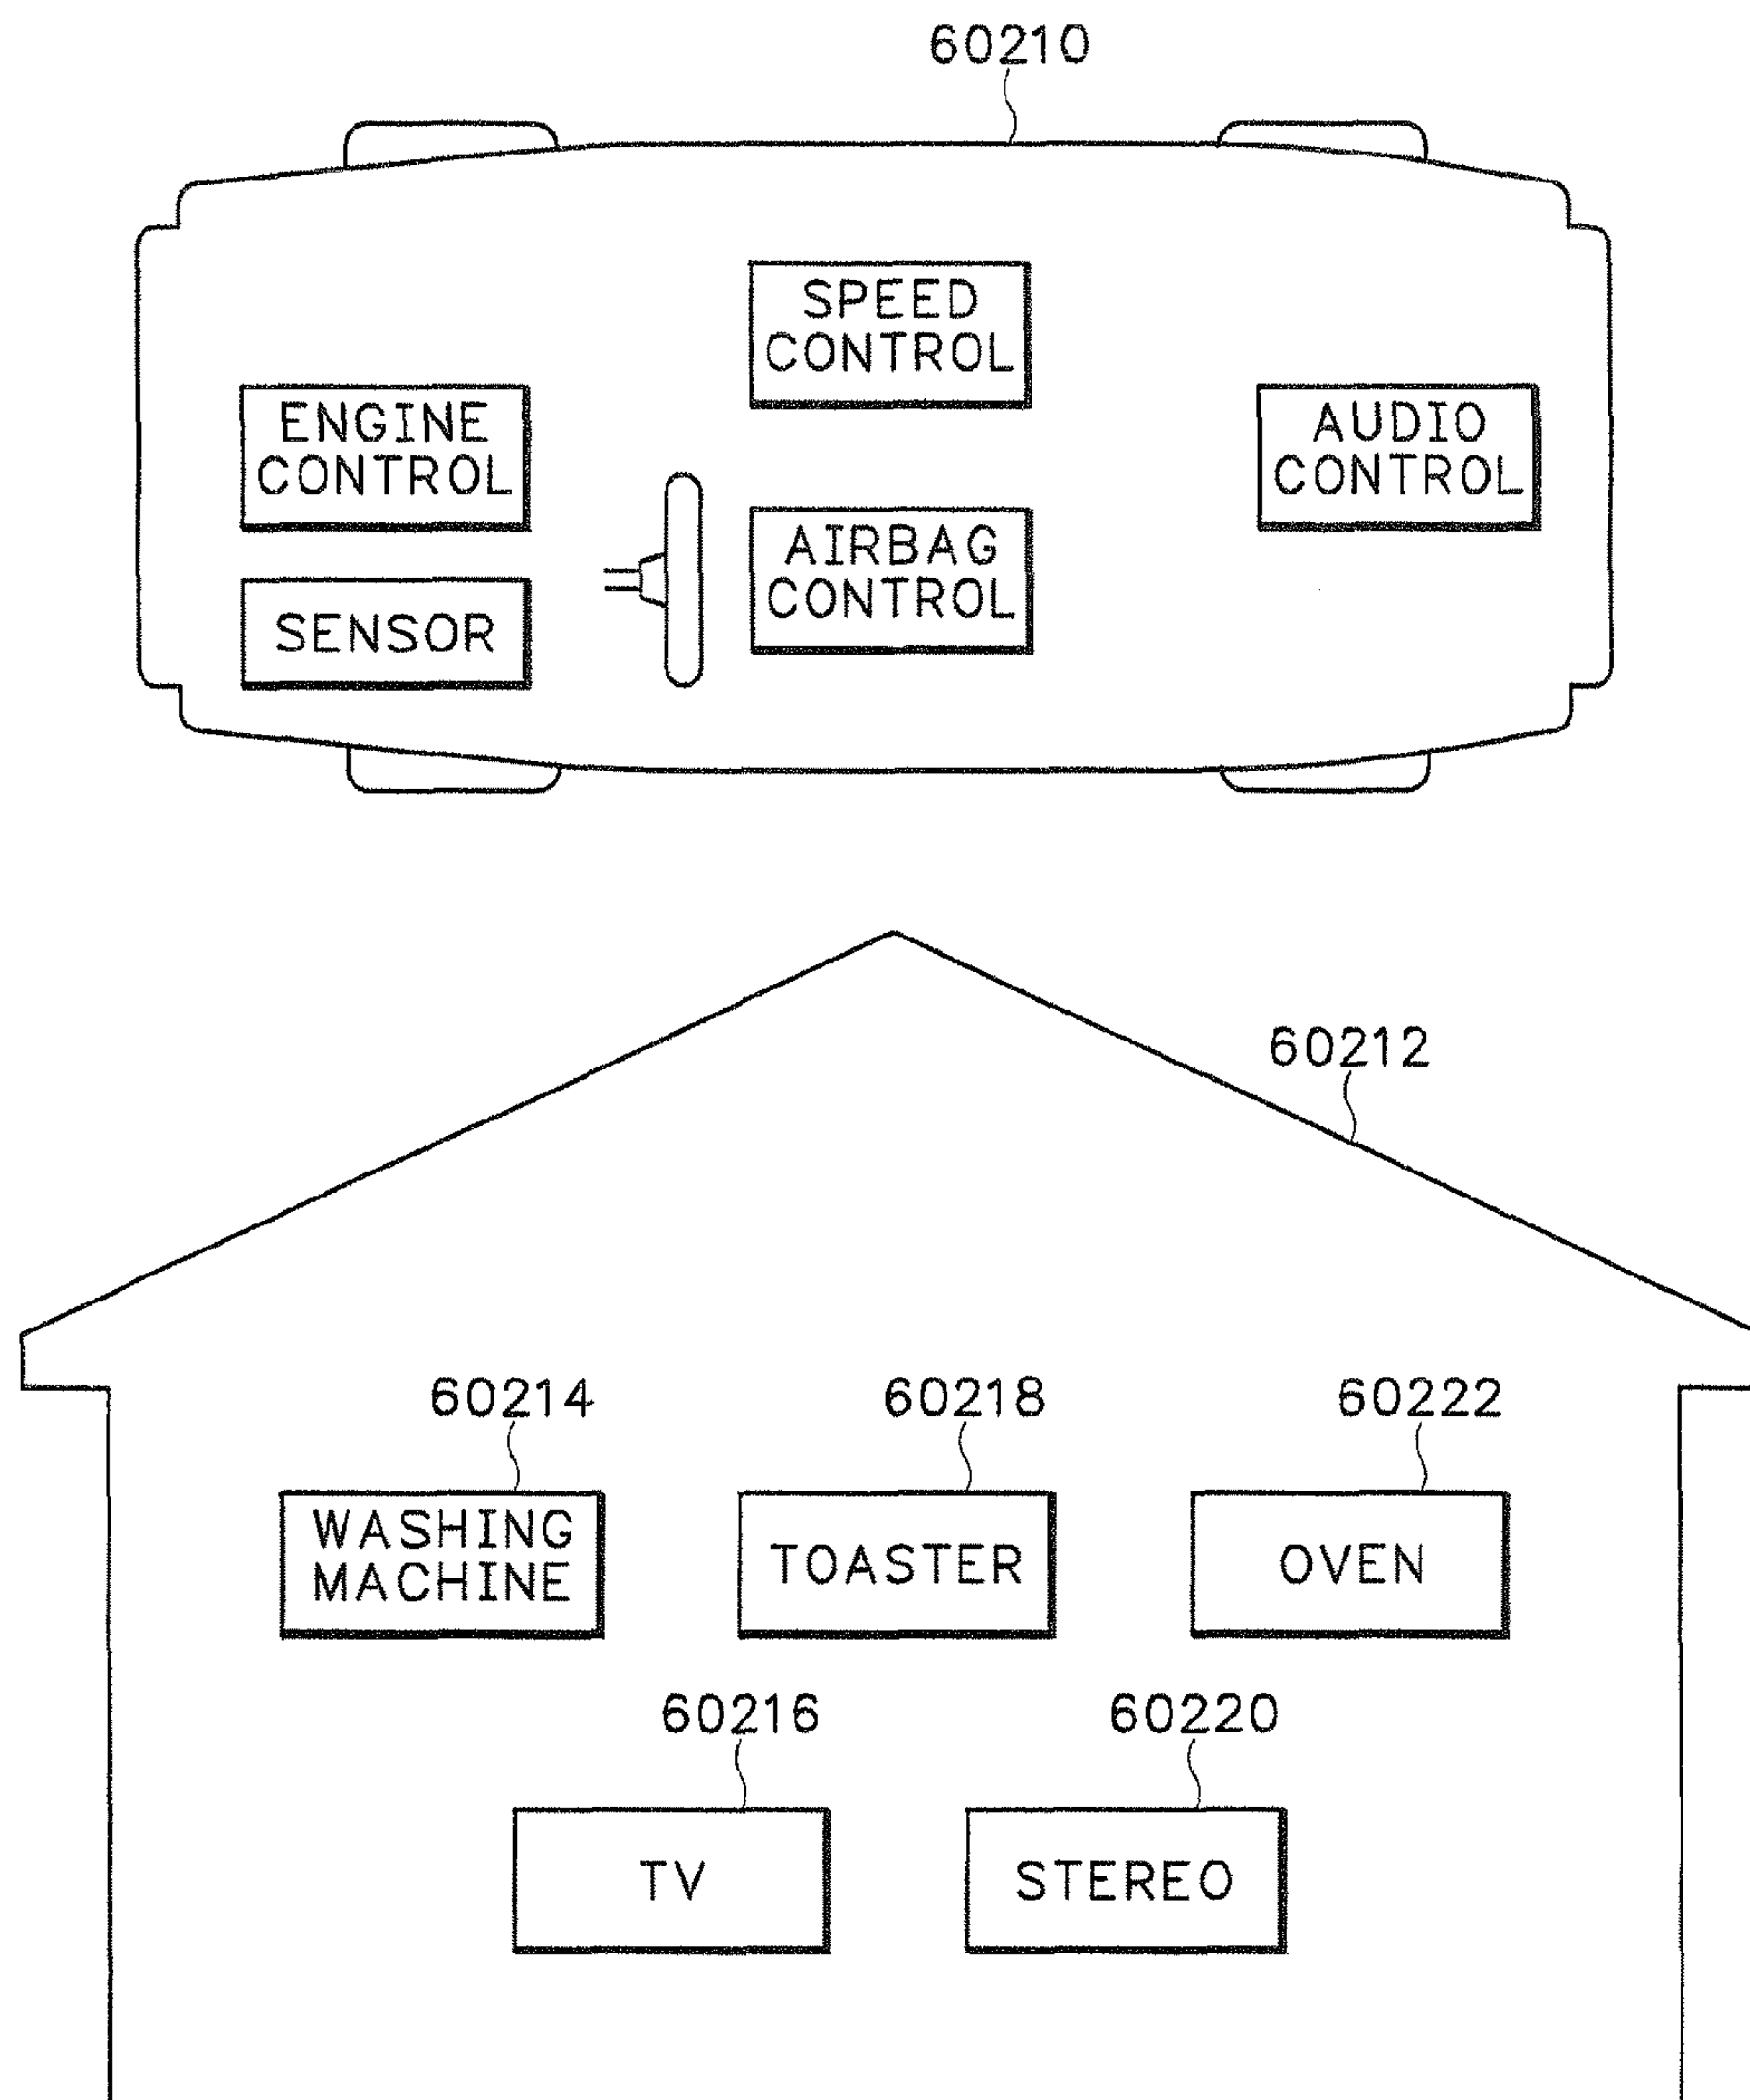 60210
SPEED
CONTROL
ENGINE
CONTROL
AUDIO
CONTROL
AIRBAG
CONTROL
SENSOR
60212
60214
60218
60222
WASHING
MACHINE
TOASTER
OVEN
60216
60220
TV
STEREO